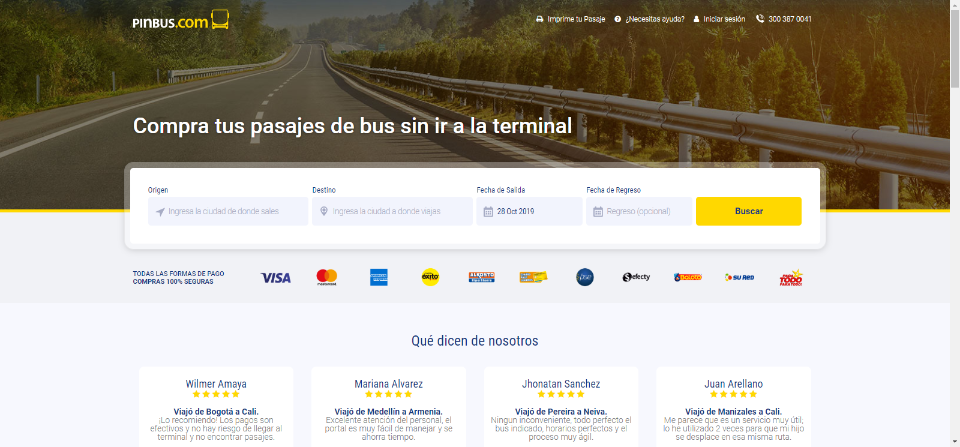 PINBUS.com
Imprime tu Pasaje
¿Necesitas ayuda?
Iniciar sesión
300 387 0041
Compra tus pasajes de bus sin ir a la terminal
Origen
Destino
Fecha de Salida
Fecha de Regreso
Ingresa la ciudad de donde sales
Ingresa la ciudad a donde viajas
28 Oct 2019
Regreso (opcional)
Buscar
TODAS LAS FORMAS DE PAGO
COMPRAS 100% SEGURAS
VISA
mastercard
éxito
pse
Efecty
SU RED
PARA
TODO
PARA TODOS
Qué dicen de nosotros
Wilmer Amaya
Viajó de Bogotá a Cali.
¡Lo recomiendo! Los pagos son
efectivos y no hay riesgo de llegar al
terminal y no encontrar pasajes.
Mariana Alvarez
Viajó de Medellín a Armenia.
Excelente atención del personal, el
portal es muy fácil de manejar y se
ahorra tiempo.
Jhonatan Sanchez
Viajó de Pereira a Neiva.
Ningun inconveniente, todo perfecto el
bus indicado, horarios perfectos y el
proceso muy ágil.
Juan Arellano
Viajó de Manizales a Cali.
Me parece que es un servicio muy útil;
lo he utilizado 2 veces para que mi hijo
se desplace en esa misma ruta.